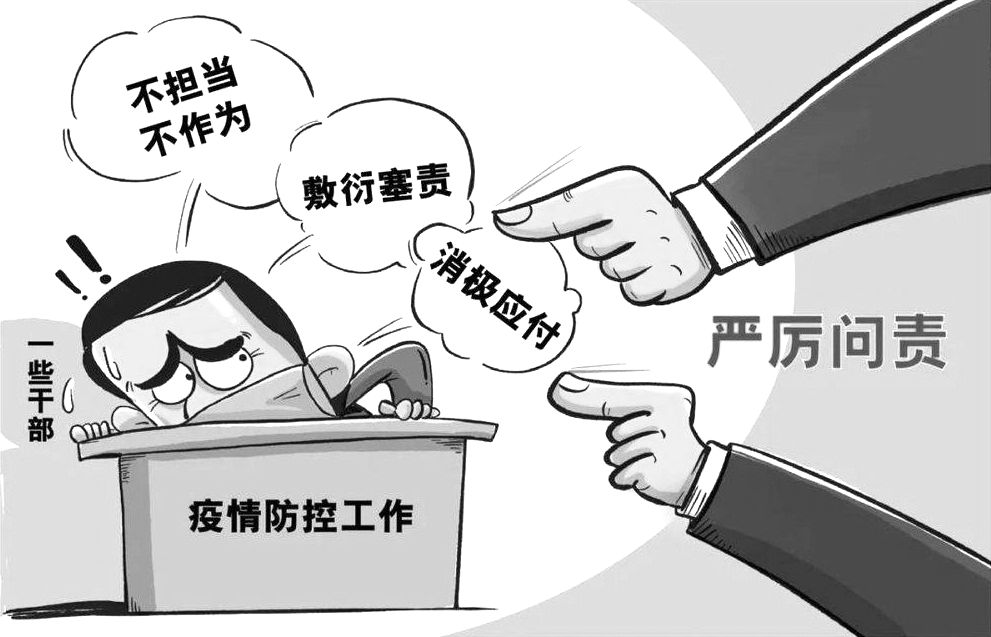 不担当
不作为
敷衍塞责
消极应付
严厉问责
一些干部
疫情防控工作